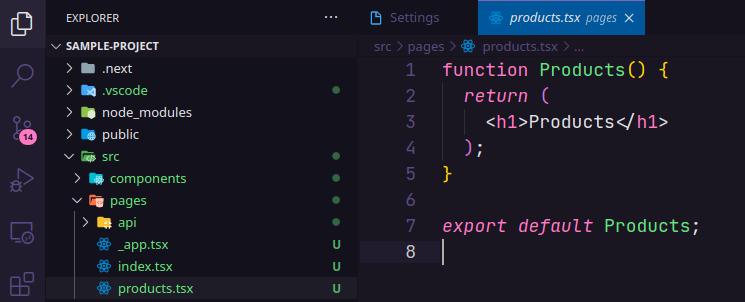 EXPLORER ...
SAMPLE-PROJECT
.next
.vscode
node_modules
public
src
components
pages
api
_app.tsx U
index.tsx U
products.tsx U
14
Settings
products.tsx pages
src > pages > products.tsx > ...
1 function Products() {
2 return (
3 <h1>Products</h1>
4 );
5 }
6
7 export default Products;
8